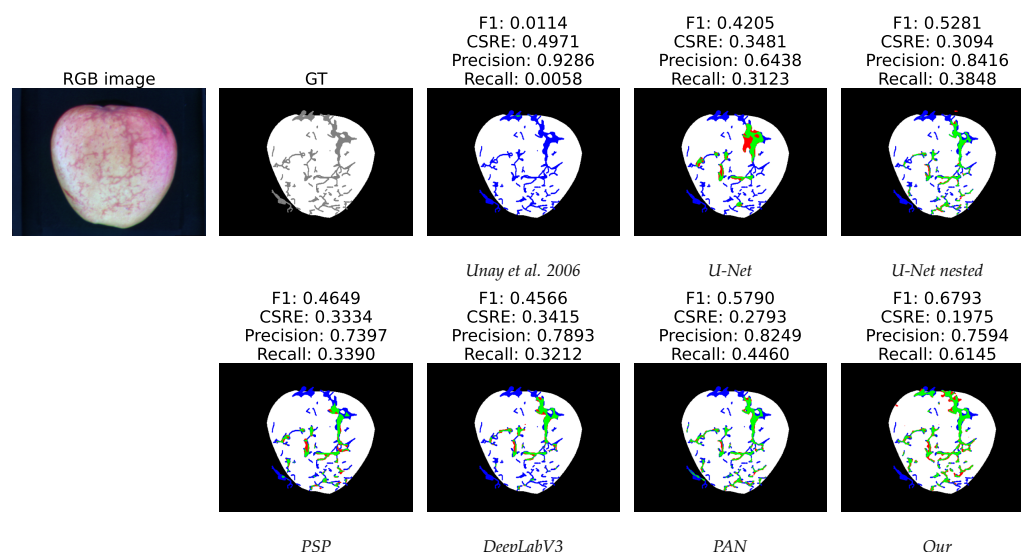 RGB image
GT
F1: 0.0114
CSRE: 0.4971
Precision: 0.9286
Recall: 0.0058
F1: 0.4205
CSRE: 0.3481
Precision: 0.6438
Recall: 0.3123
F1: 0.5281
CSRE: 0.3094
Precision: 0.8416
Recall: 0.3848
Unay et al. 2006
U-Net
U-Net nested
F1: 0.4649
CSRE: 0.3334
Precision: 0.7397
Recall: 0.3390
F1: 0.4566
CSRE: 0.3415
Precision: 0.7893
Recall: 0.3212
F1: 0.5790
CSRE: 0.2793
Precision: 0.8249
Recall: 0.4460
F1: 0.6793
CSRE: 0.1975
Precision: 0.7594
Recall: 0.6145
PSP
DeepLabV3
PAN
Our